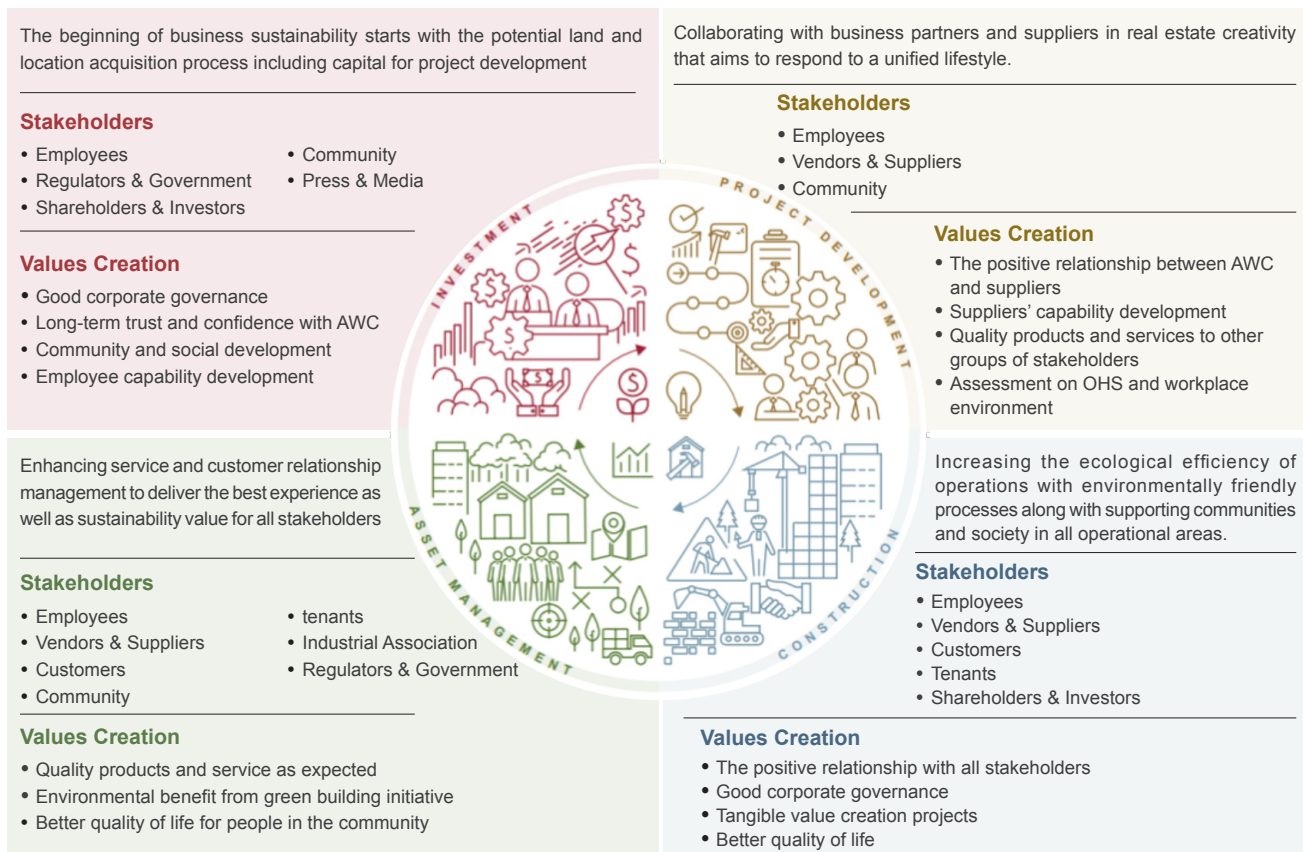 The beginning of business sustainability starts with the potential land and
location acquisition process including capital for project development
Stakeholders
• Employees
• Regulators & Government
• Shareholders & Investors
• Community
• Press & Media
Values Creation
• Good corporate governance
• Long-term trust and confidence with AWC
• Community and social development
• Employee capability development
INVESTMENT
Collaborating with business partners and suppliers in real estate creativity
that aims to respond to a unified lifestyle.
Stakeholders
• Employees
• Vendors & Suppliers
• Community
Values Creation
• The positive relationship between AWC
and suppliers
• Suppliers’ capability development
• Quality products and services to other
groups of stakeholders
• Assessment on OHS and workplace
environment
PROJECT DEVELOPMENT
Enhancing service and customer relationship
management to deliver the best experience as
well as sustainability value for all stakeholders
Stakeholders
• Employees
• Vendors & Suppliers
• Customers
• Community
• tenants
• Industrial Association
• Regulators & Government
Values Creation
• Quality products and service as expected
• Environmental benefit from green building initiative
• Better quality of life for people in the community
ASSET MANAGEMENT
Increasing the ecological efficiency of
operations with environmentally friendly
processes along with supporting communities
and society in all operational areas.
Stakeholders
• Employees
• Vendors & Suppliers
• Customers
• Tenants
• Shareholders & Investors
Values Creation
• The positive relationship with all stakeholders
• Good corporate governance
• Tangible value creation projects
• Better quality of life
CONSTRUCTION